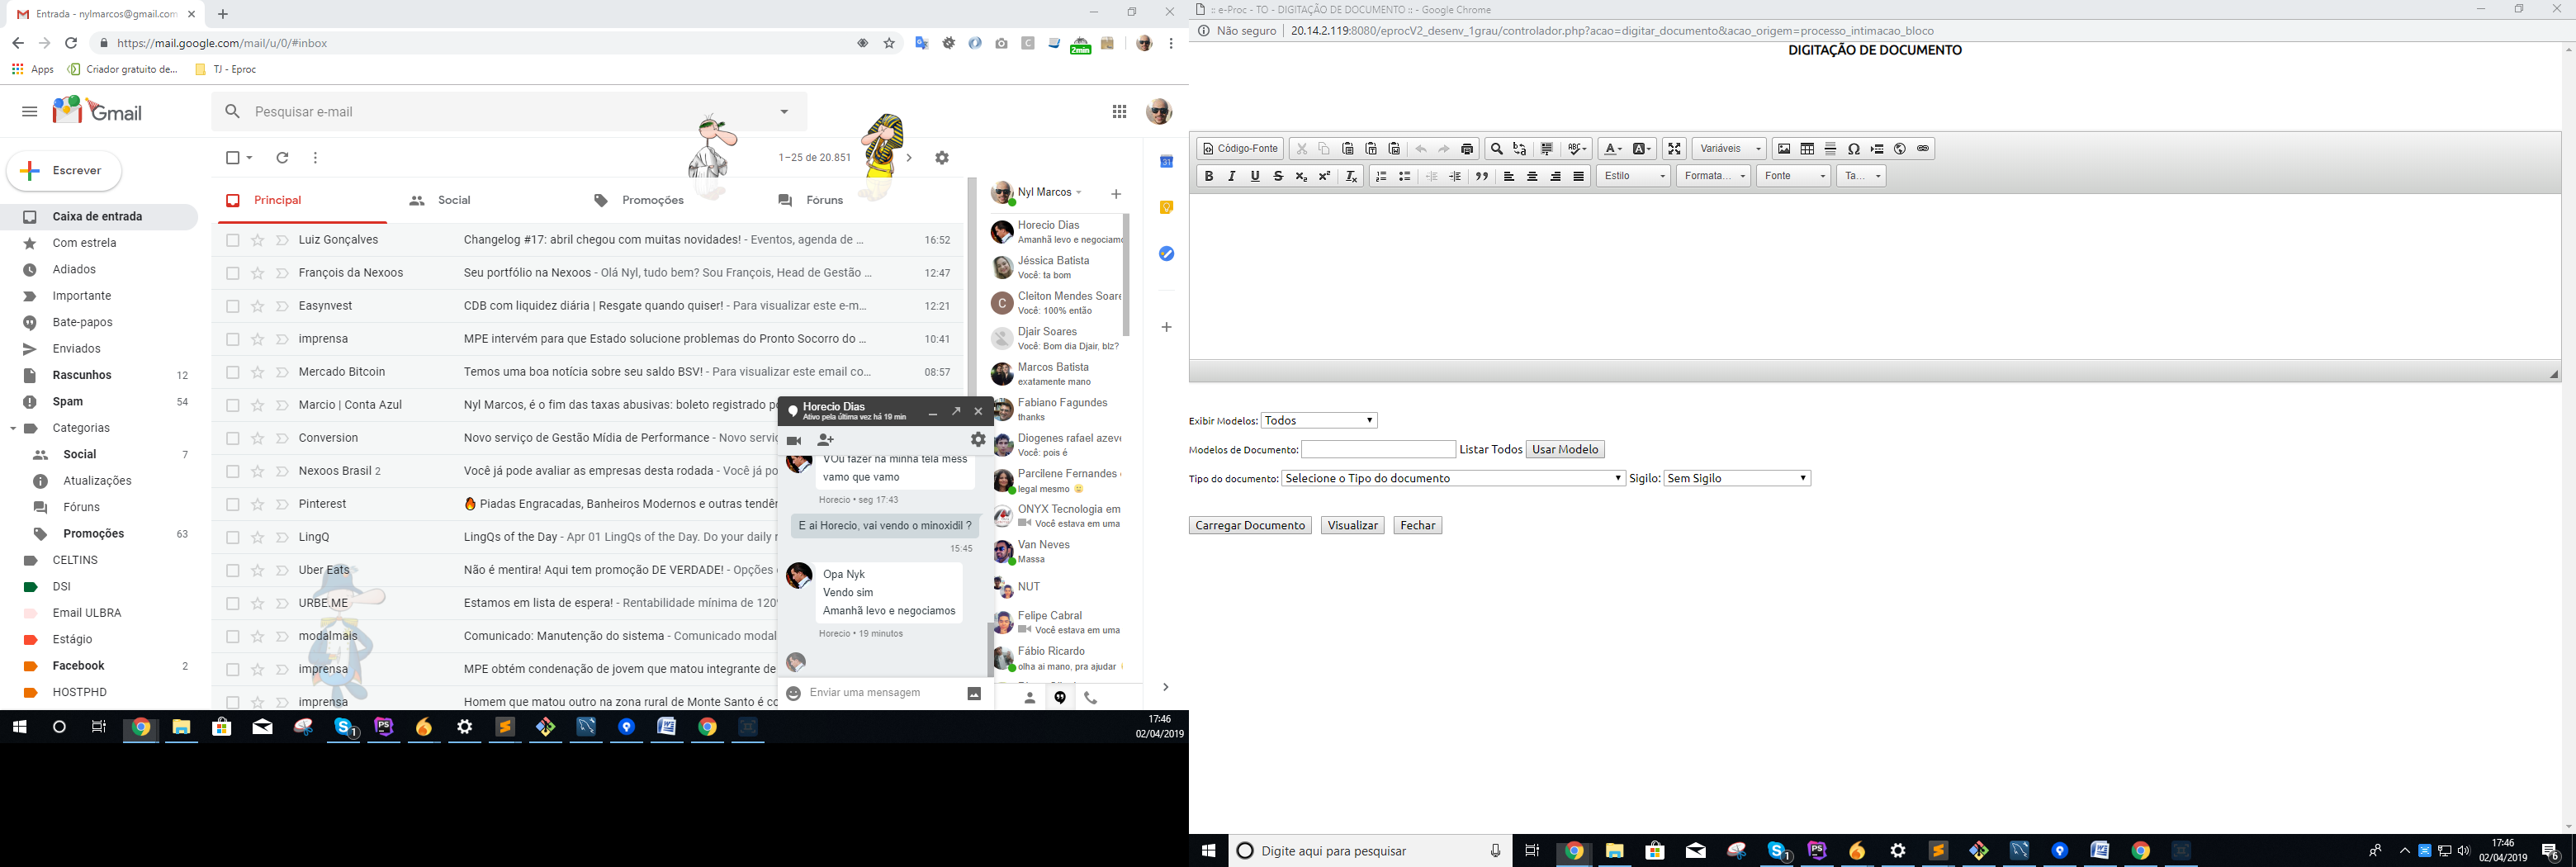 Entrada - nylmarcos@gmail.com
https://mail.google.com/mail/u/0/#inbox
2min
Apps
Criador gratuito de...
TJ - Eproc
Gmail
Pesquisar e-mail
Escrever
1–25 de 20.851
Caixa de entrada
Com estrela
Adiados
Importante
Bate-papos
Enviados
Rascunhos 12
Spam 54
Categorias
Social 7
Atualizações
Fóruns
Promoções 63
CELTINS
DSI
Email ULBRA
Estágio
Facebook 2
HOSTPHD
Principal
Social
Promoções
Fóruns
Luiz Gonçalves Changelog #17: abril chegou com muitas novidades! - Eventos, agenda de ... 16:52
François da Nexoos Seu portfólio na Nexoos - Olá Nyl, tudo bem? Sou François, Head de Gestão ... 12:47
Easynvest CDB com liquidez diária | Resgate quando quiser! - Para visualizar este e-m... 12:21
imprensa MPE intervém para que Estado solucione problemas do Pronto Socorro do ... 10:41
Mercado Bitcoin Temos uma boa notícia sobre seu saldo BSV! - Para visualizar este email co... 08:57
Marcio | Conta Azul Nyl Marcos, é o fim das taxas abusivas: boleto registrado po
Conversion Novo serviço de Gestão Mídia de Performance - Novo serviç
Nexoos Brasil 2 Você já pode avaliar as empresas desta rodada - Você já po
Pinterest 🔥 Piadas Engracadas, Banheiros Modernos e outras tendên
LingQ LingQs of the Day - Apr 01 LingQs of the Day. Do your daily r
Uber Eats Não é mentira! Aqui tem promoção DE VERDADE! - Opções
URBE.ME Estamos em lista de espera! - Rentabilidade mínima de 120
modalmais Comunicado: Manutenção do sistema - Comunicado modal
imprensa MPE obtém condenação de jovem que matou integrante de
imprensa Homem que matou outro na zona rural de Monte Santo é co
Horecio Dias
Ativo pela última vez há 19 min
VOu fazer na minha tela mess
vamo que vamo
Horecio • seg 17:43
E ai Horecio, vai vendo o minoxidil ?
15:45
Opa Nyk
Vendo sim
Amanhã levo e negociamos
Horecio • 19 minutos
Enviar uma mensagem
Nyl Marcos
Horecio Dias
Amanhã levo e negociamo
Jéssica Batista
Você: ta bom
C
Cleiton Mendes Soare
Você: 100% então
Djair Soares
Você: Bom dia Djair, blz?
Marcos Batista
exatamente mano
Fabiano Fagundes
thanks
Diogenes rafael azeve
Você: pois é
Parcilene Fernandes
legal mesmo
ONYX Tecnologia em
Você estava em uma
Van Neves
Massa
NUT
Felipe Cabral
Você estava em uma
Fábio Ricardo
olha ai mano, pra ajudar
31
17:46
02/04/2019
:: e-Proc - TO - DIGITAÇÃO DE DOCUMENTO :: - Google Chrome
Não seguro | 20.14.2.119:8080/eprocV2_desenv_1grau/controlador.php?acao=digitar_documento&acao_origem=processo_intimacao_bloco
DIGITAÇÃO DE DOCUMENTO
Código-Fonte
Variáveis
Estilo
Formata...
Fonte
Ta...
Exibir Modelos: Todos
Modelos de Documento: Listar Todos Usar Modelo
Tipo do documento: Selecione o Tipo do documento Sigilo: Sem Sigilo
Carregar Documento Visualizar Fechar
Digite aqui para pesquisar
17:46
02/04/2019
6